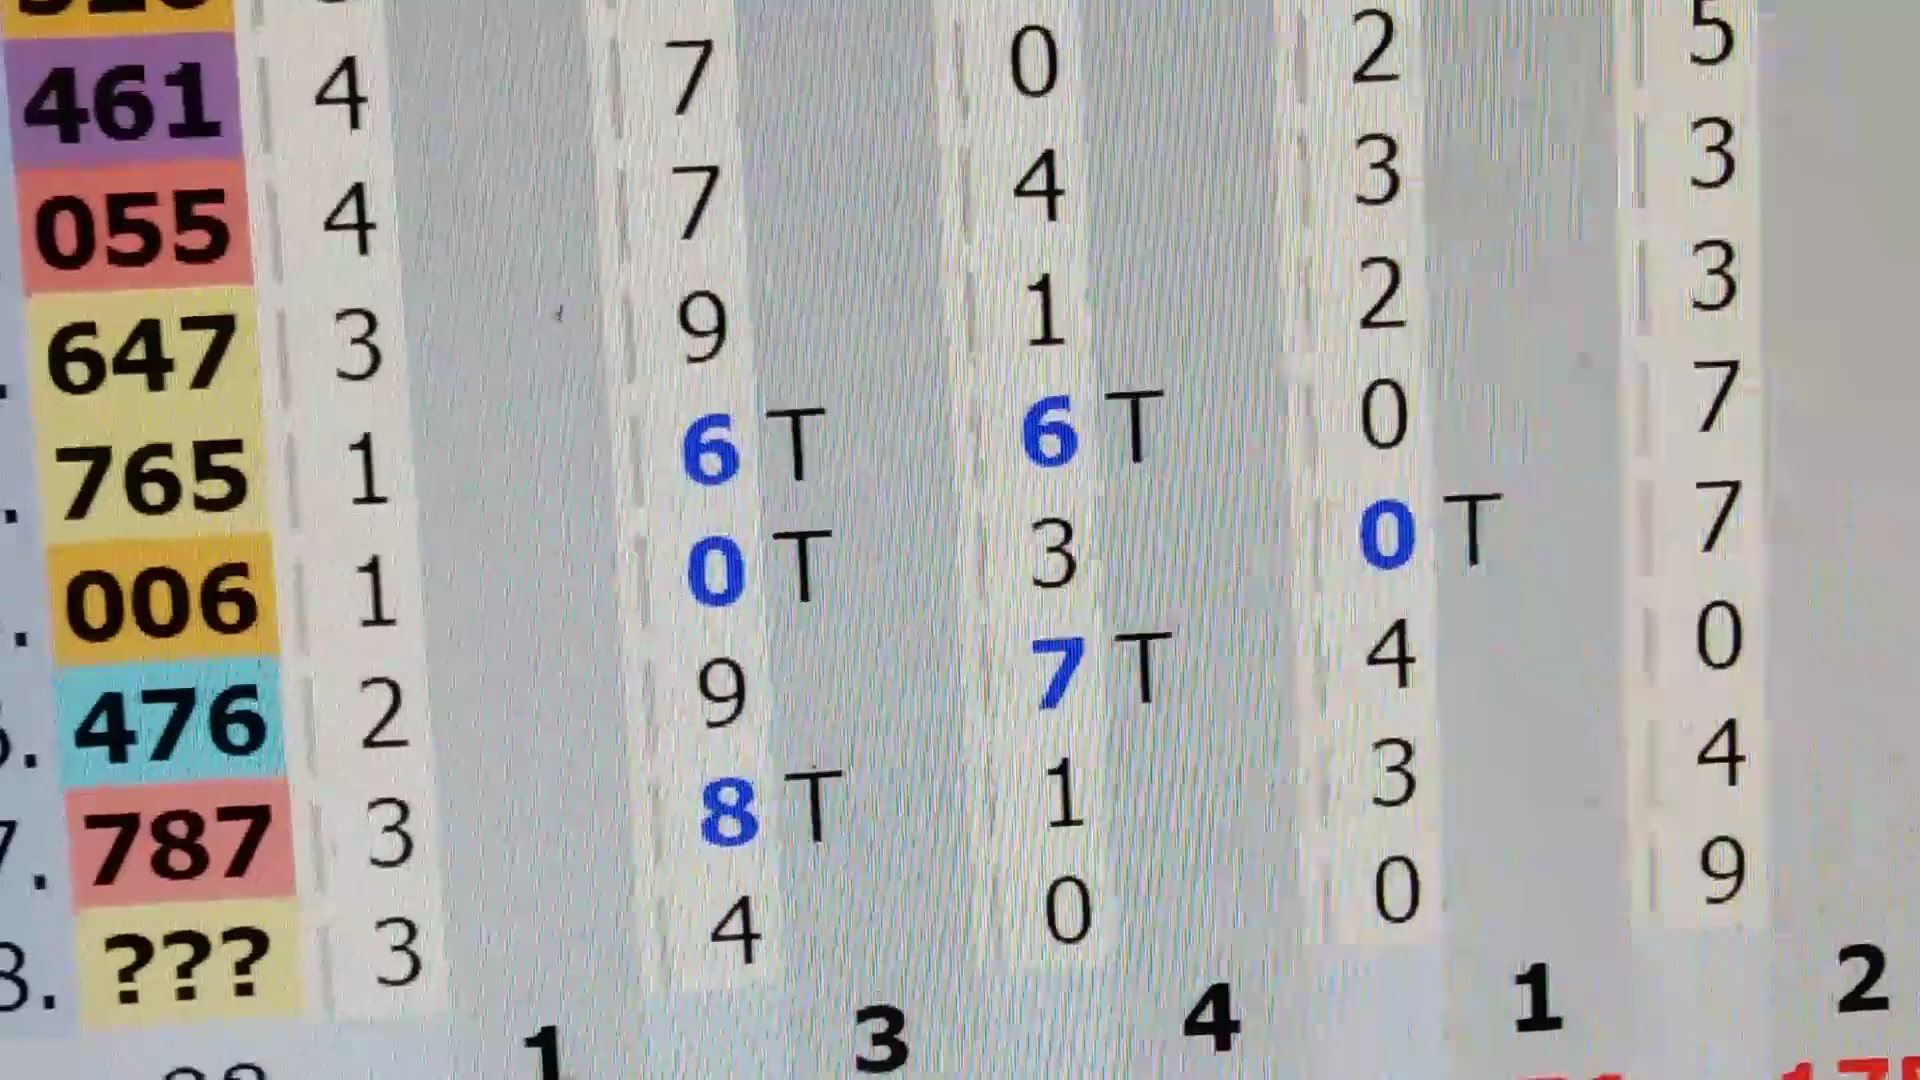 461 4 7 0 2 5
055 4 7 4 3 3
. 647 3 9 1 2 3
. 765 1 6 T 6 T 0 7
. 006 1 0 T 3 0 T 7
. 476 2 9 7 T 4 0
7. 787 3 8 T 1 3 4
8. ??? 3 4 0 0 9
1 3 4 1 2